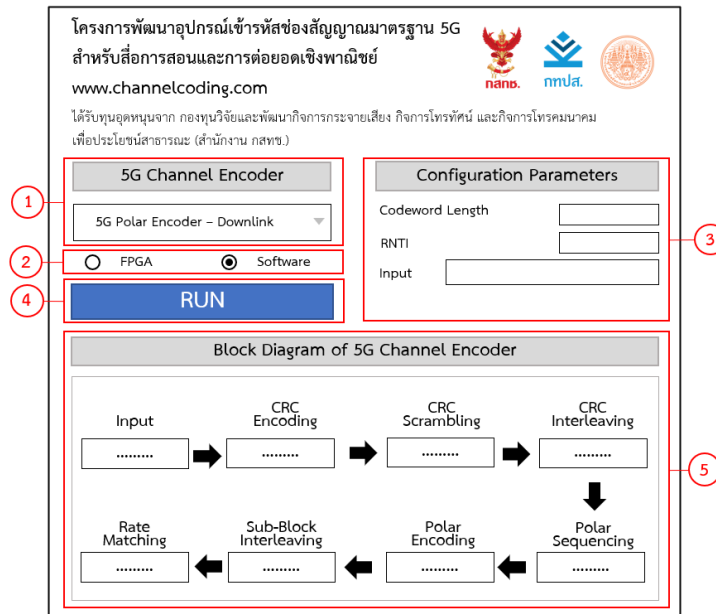 โครงการพัฒนาอุปกรณ์เข้ารหัสช่องสัญญาณมาตรฐาน 5G
สำหรับสื่อการสอนและการต่อยอดเชิงพาณิชย์
www.channelcoding.com
กสทช.
กทปส.
ได้รับทุนอุดหนุนจาก กองทุนวิจัยและพัฒนากิจการกระจายเสียง กิจการโทรทัศน์ และกิจการโทรคมนาคม
เพื่อประโยชน์สาธารณะ (สำนักงาน กสทช.)
1
5G Channel Encoder
5G Polar Encoder – Downlink
2
FPGA
Software
4
RUN
Configuration Parameters
Codeword Length
RNTI
Input
3
Block Diagram of 5G Channel Encoder
Input
.........
CRC
Encoding
.........
CRC
Scrambling
.........
CRC
Interleaving
.........
Polar
Sequencing
.........
Polar
Encoding
.........
Sub-Block
Interleaving
.........
Rate
Matching
.........
5